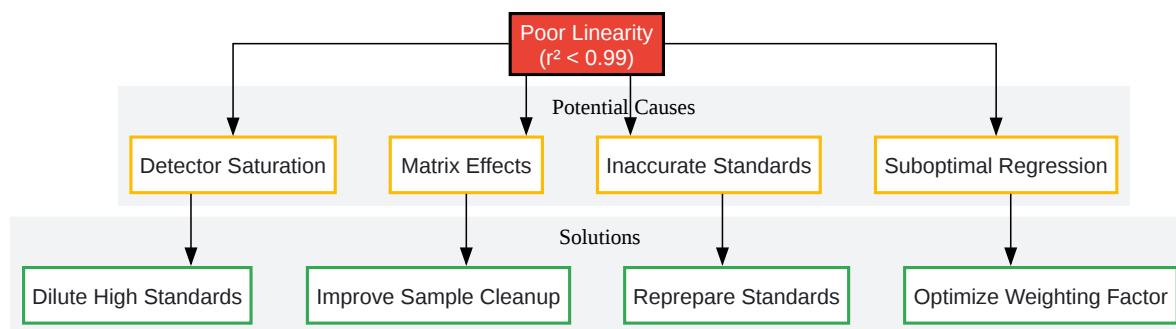 Poor Linearity
(r² < 0.99)
Potential Causes
Detector Saturation
Matrix Effects
Inaccurate Standards
Suboptimal Regression
Solutions
Dilute High Standards
Improve Sample Cleanup
Reprepare Standards
Optimize Weighting Factor